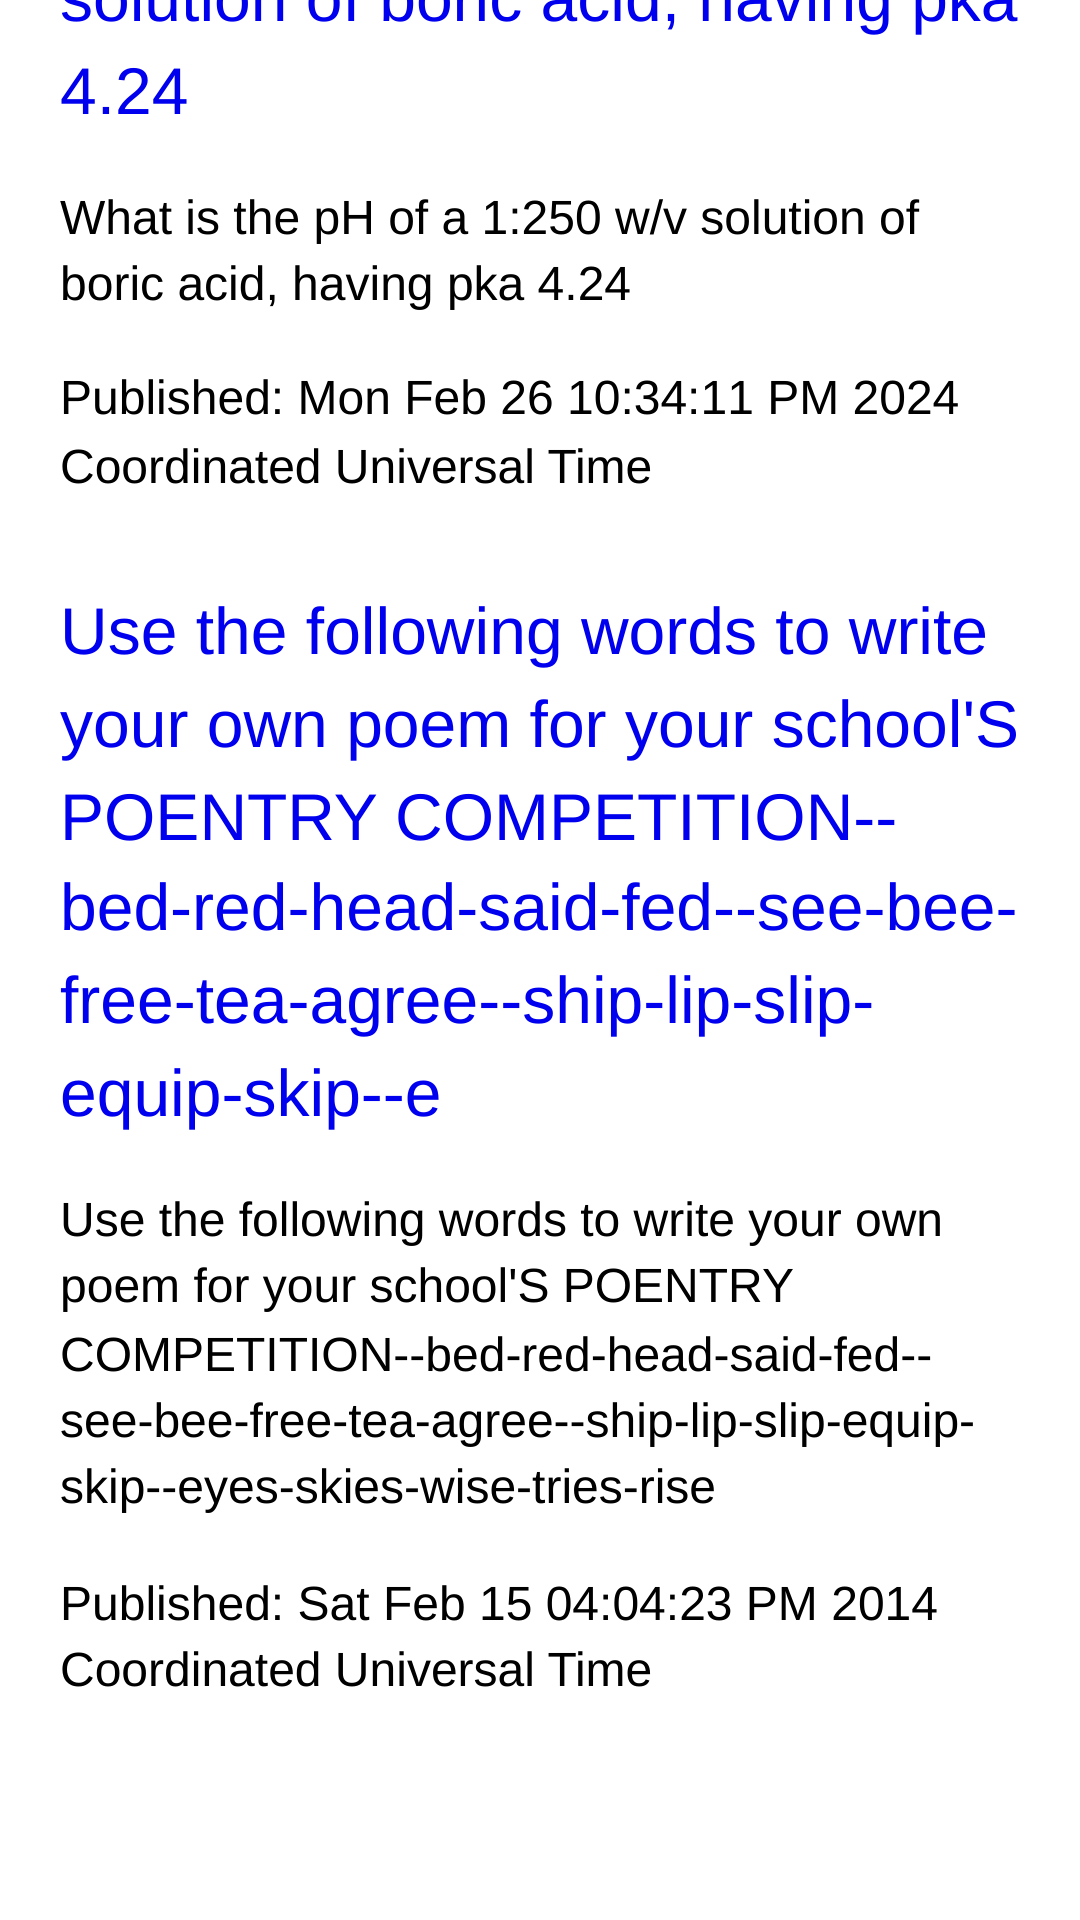 solution of boric acid, having pka
4.24
What is the pH of a 1:250 w/v solution of
boric acid, having pka 4.24
Published: Mon Feb 26 10:34:11 PM 2024
Coordinated Universal Time
Use the following words to write
your own poem for your school'S
POENTRY COMPETITION--
bed-red-head-said-fed--see-bee-
free-tea-agree--ship-lip-slip-
equip-skip--e
Use the following words to write your own
poem for your school'S POENTRY
COMPETITION--bed-red-head-said-fed--
see-bee-free-tea-agree--ship-lip-slip-equip-
skip--eyes-skies-wise-tries-rise
Published: Sat Feb 15 04:04:23 PM 2014
Coordinated Universal Time